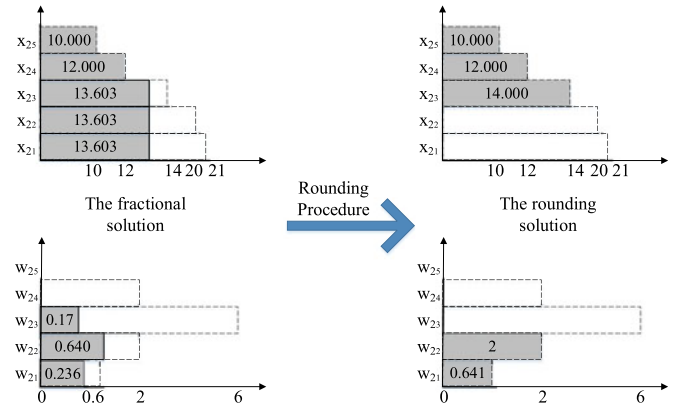 x25 10.000
x24 12.000
x23 13.603
x22 13.603
x21 13.603
10 12 14 20 21
The fractional
solution
x25 10.000
x24 12.000
x23 14.000
x22
x21
10 12 14 20 21
The rounding
solution
Rounding
Procedure
w25
w24
w23 0.17
w22 0.640
w21 0.236
0 0.6 2 6
w25
w24
w23
w22 2
w21 0.641
0 2 6